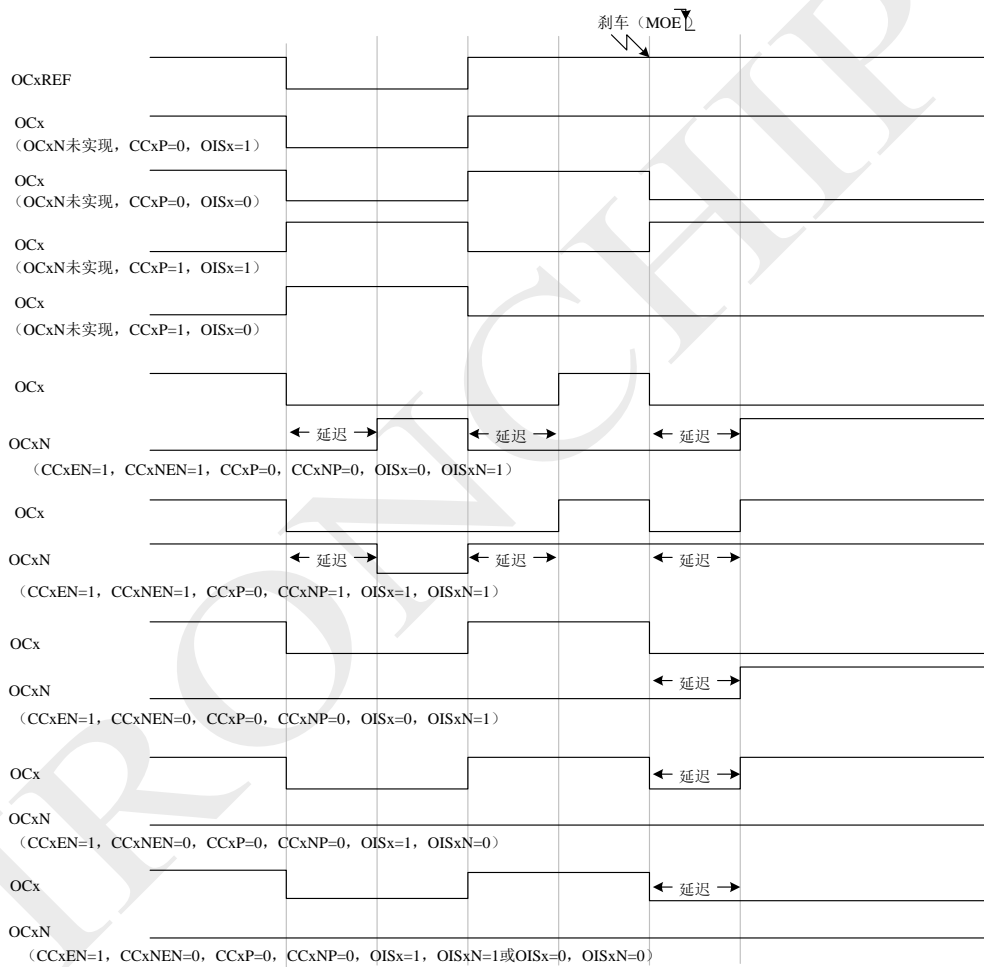 刹车（MOE）
OCxREF
OCx
（OCxN未实现，CCxP=0，OISx=1）
OCx
（OCxN未实现，CCxP=0，OISx=0）
OCx
（OCxN未实现，CCxP=1，OISx=1）
OCx
（OCxN未实现，CCxP=1，OISx=0）
OCx
延迟 延迟 延迟
OCxN
（CCxEN=1，CCxNEN=1，CCxP=0，CCxNP=0，OISx=0，OISxN=1）
OCx
OCxN 延迟 延迟 延迟
（CCxEN=1，CCxNEN=1，CCxP=0，CCxNP=1，OISx=1，OISxN=1）
OCx
OCxN 延迟
（CCxEN=1，CCxNEN=0，CCxP=0，CCxNP=0，OISx=0，OISxN=1）
OCx 延迟
OCxN
（CCxEN=1，CCxNEN=0，CCxP=0，CCxNP=0，OISx=1，OISxN=0）
OCx 延迟
OCxN
（CCxEN=1，CCxNEN=0，CCxP=0，CCxNP=0，OISx=1，OISxN=1或OISx=0，OISxN=0）
IRONCHIP